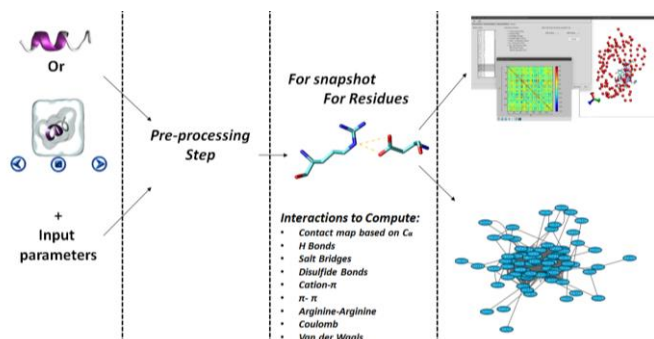 Or
+
Input
parameters
Pre-processing
Step
For snapshot
For Residues
Interactions to Compute:
• Contact map based on Cα
• H Bonds
• Salt Bridges
• Disulfide Bonds
• Cation-π
• π- π
• Arginine-Arginine
• Coulomb
• Van der Waals